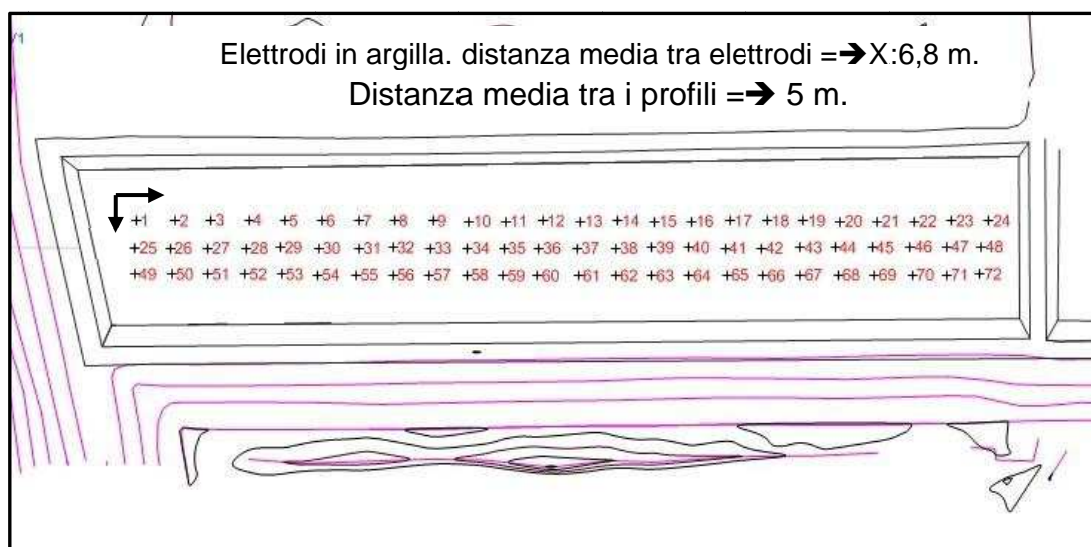 Elettrodi in argilla. distanza media tra elettrodi =➔X:6,8 m.
Distanza media tra i profili =➔ 5 m.
+1 +2 +3 +4 +5 +6 +7 +8 +9 +10 +11 +12 +13 +14 +15 +16 +17 +18 +19 +20 +21 +22 +23 +24
+25 +26 +27 +28 +29 +30 +31 +32 +33 +34 +35 +36 +37 +38 +39 +40 +41 +42 +43 +44 +45 +46 +47 +48
+49 +50 +51 +52 +53 +54 +55 +56 +57 +58 +59 +60 +61 +62 +63 +64 +65 +66 +67 +68 +69 +70 +71 +72